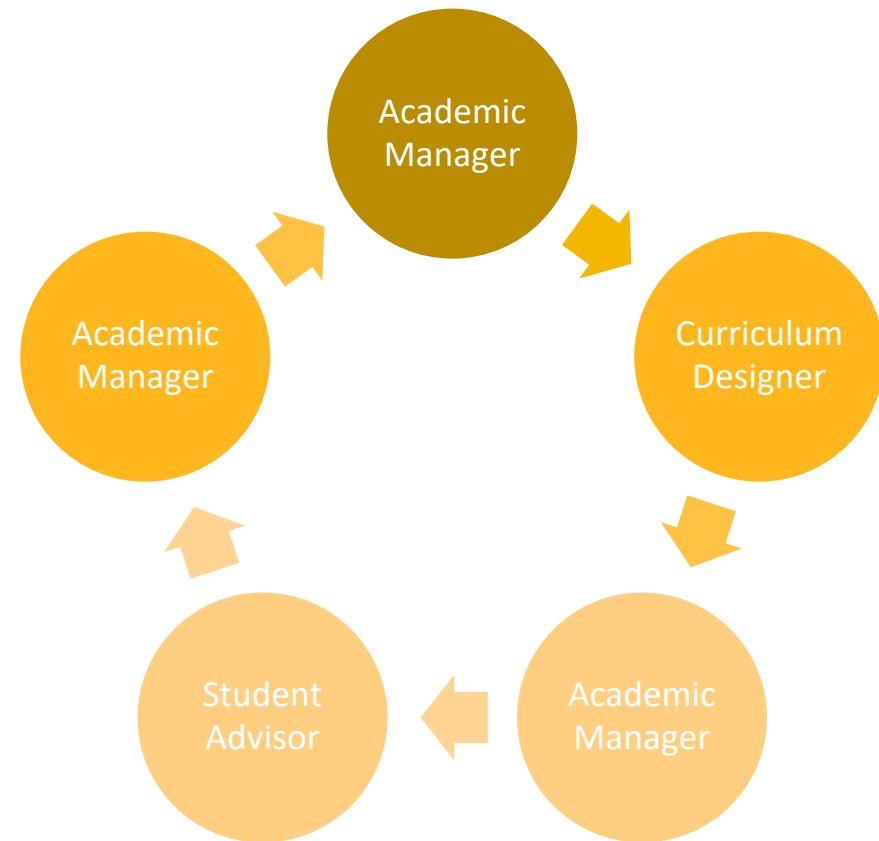 Academic
Manager
Curriculum
Designer
Academic
Manager
Student
Advisor
Academic
Manager